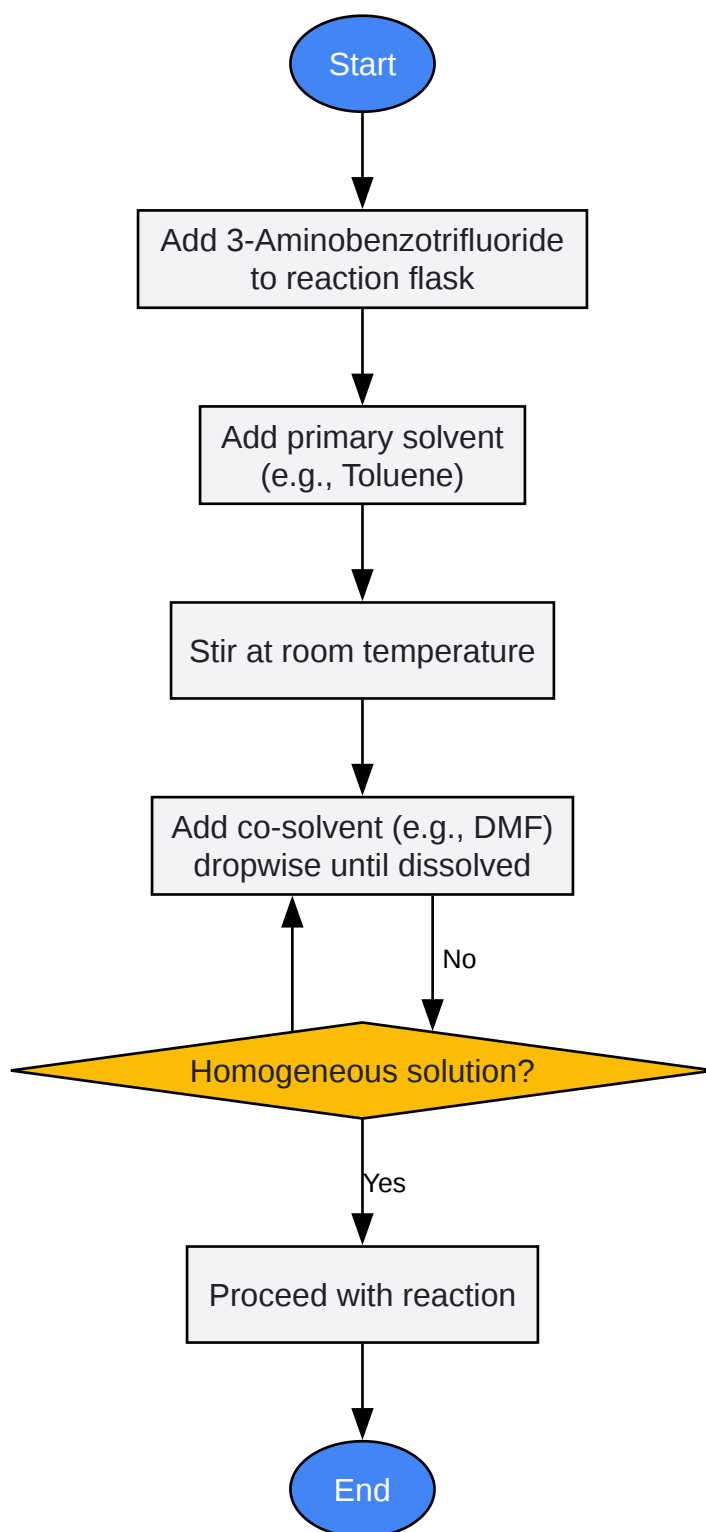 Start
Add 3-Aminobenzotrifluoride
to reaction flask
Add primary solvent
(e.g., Toluene)
Stir at room temperature
Add co-solvent (e.g., DMF)
dropwise until dissolved
No
Homogeneous solution?
Yes
Proceed with reaction
End